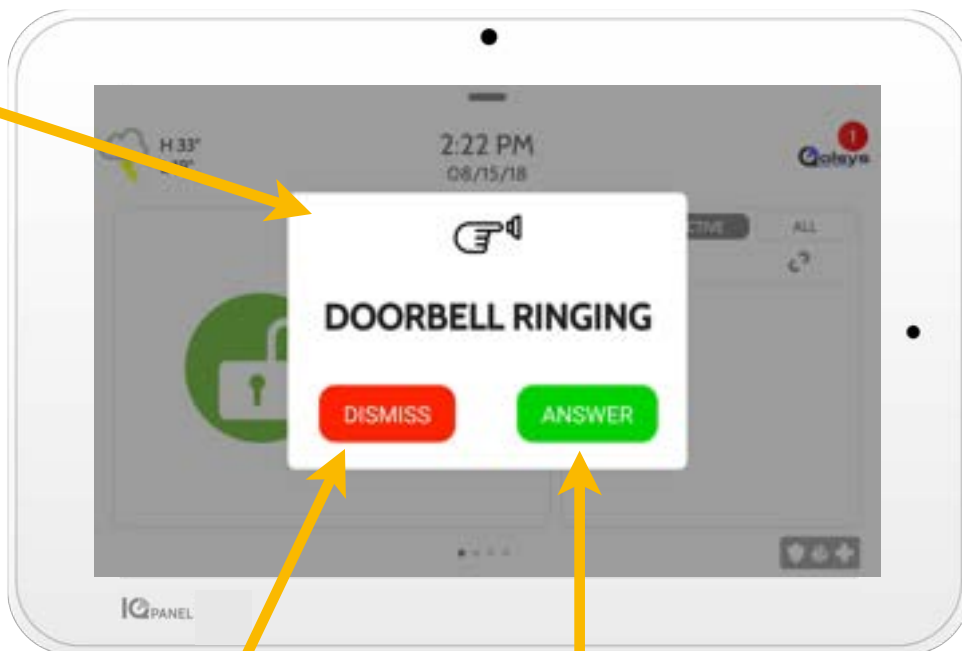 H 33°
2:22 PM
08/15/18
1
Qolsys
ALL
DOORBELL RINGING
DISMISS
ANSWER
IQ PANEL